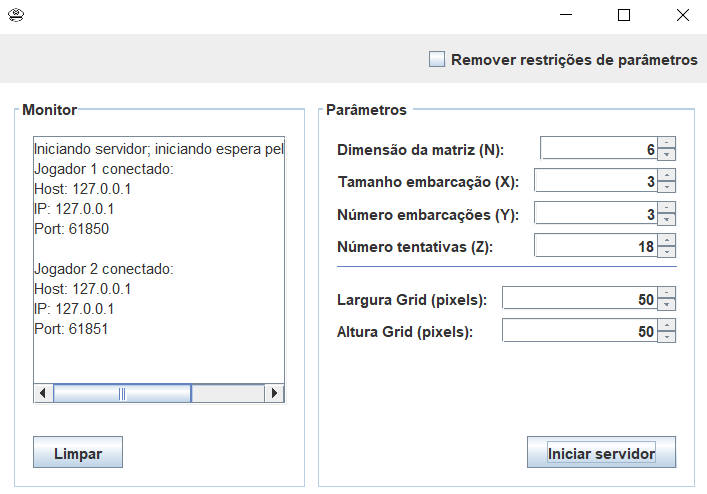 Remover restrições de parâmetros
Monitor
Iniciando servidor; iniciando espera pel
Jogador 1 conectado:
Host: 127.0.0.1
IP: 127.0.0.1
Port: 61850
Jogador 2 conectado:
Host: 127.0.0.1
IP: 127.0.0.1
Port: 61851
Limpar
Parâmetros
Dimensão da matriz (N): 6
Tamanho embarcação (X): 3
Número embarcações (Y): 3
Número tentativas (Z): 18
Largura Grid (pixels): 50
Altura Grid (pixels): 50
Iniciar servidor